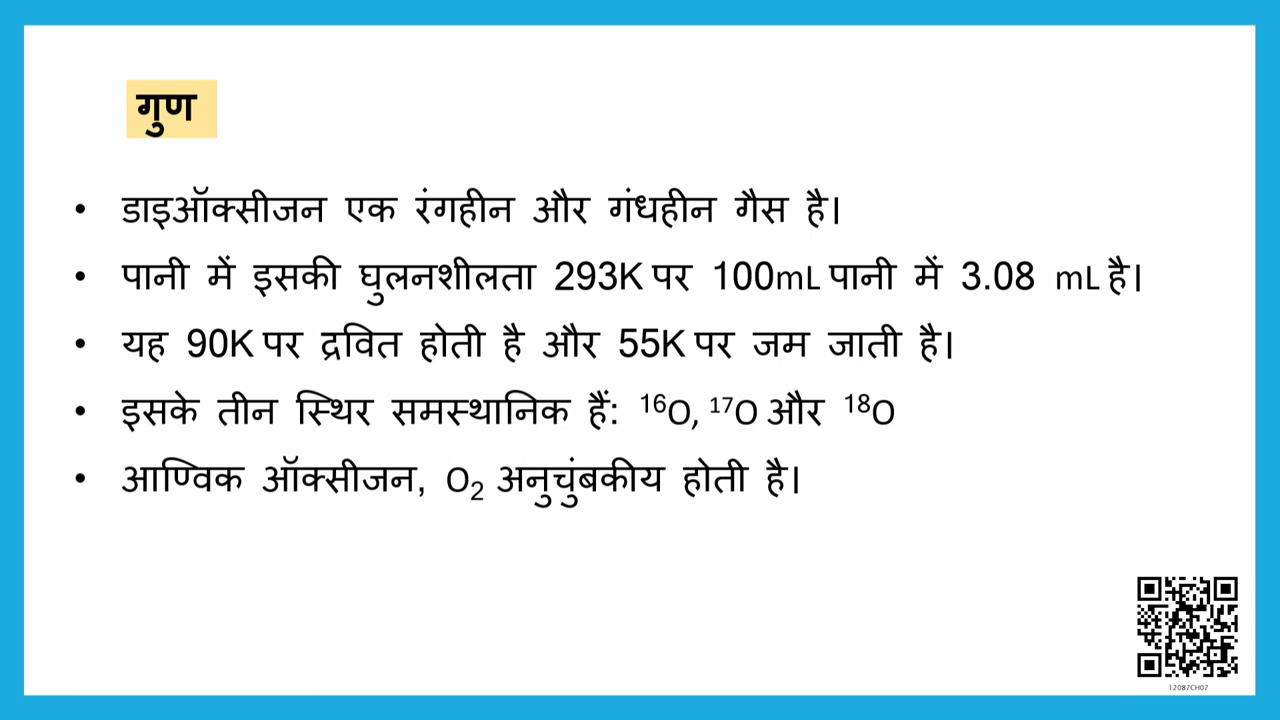 गुण
• डाइऑक्सीजन एक रंगहीन और गंधहीन गैस है।
• पानी में इसकी घुलनशीलता 293K पर 100mL पानी में 3.08 mL है।
• यह 90K पर द्रवित होती है और 55K पर जम जाती है।
• इसके तीन स्थिर समस्थानिक हैं: ¹⁶O, ¹⁷O और ¹⁸O
• आण्विक ऑक्सीजन, O₂ अनुचुंबकीय होती है।
12087CH07